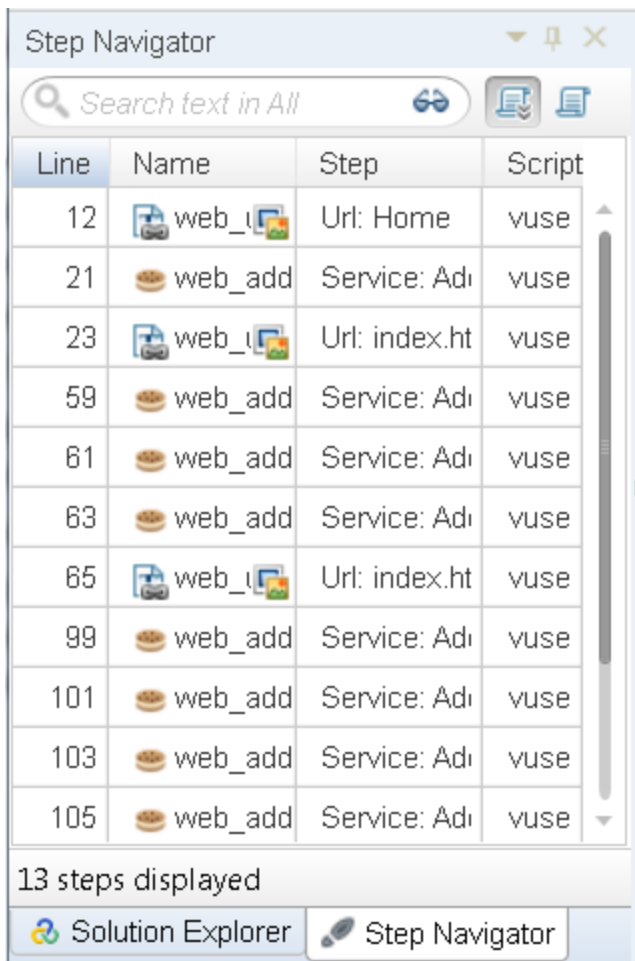 Step Navigator
Search text in All
Line Name Step Script
12 web_u Url: Home vuse
21 web_add Service: Ad vuse
23 web_u Url: index.ht vuse
59 web_add Service: Ad vuse
61 web_add Service: Ad vuse
63 web_add Service: Ad vuse
65 web_u Url: index.ht vuse
99 web_add Service: Ad vuse
101 web_add Service: Ad vuse
103 web_add Service: Ad vuse
105 web_add Service: Ad vuse
13 steps displayed
Solution Explorer Step Navigator